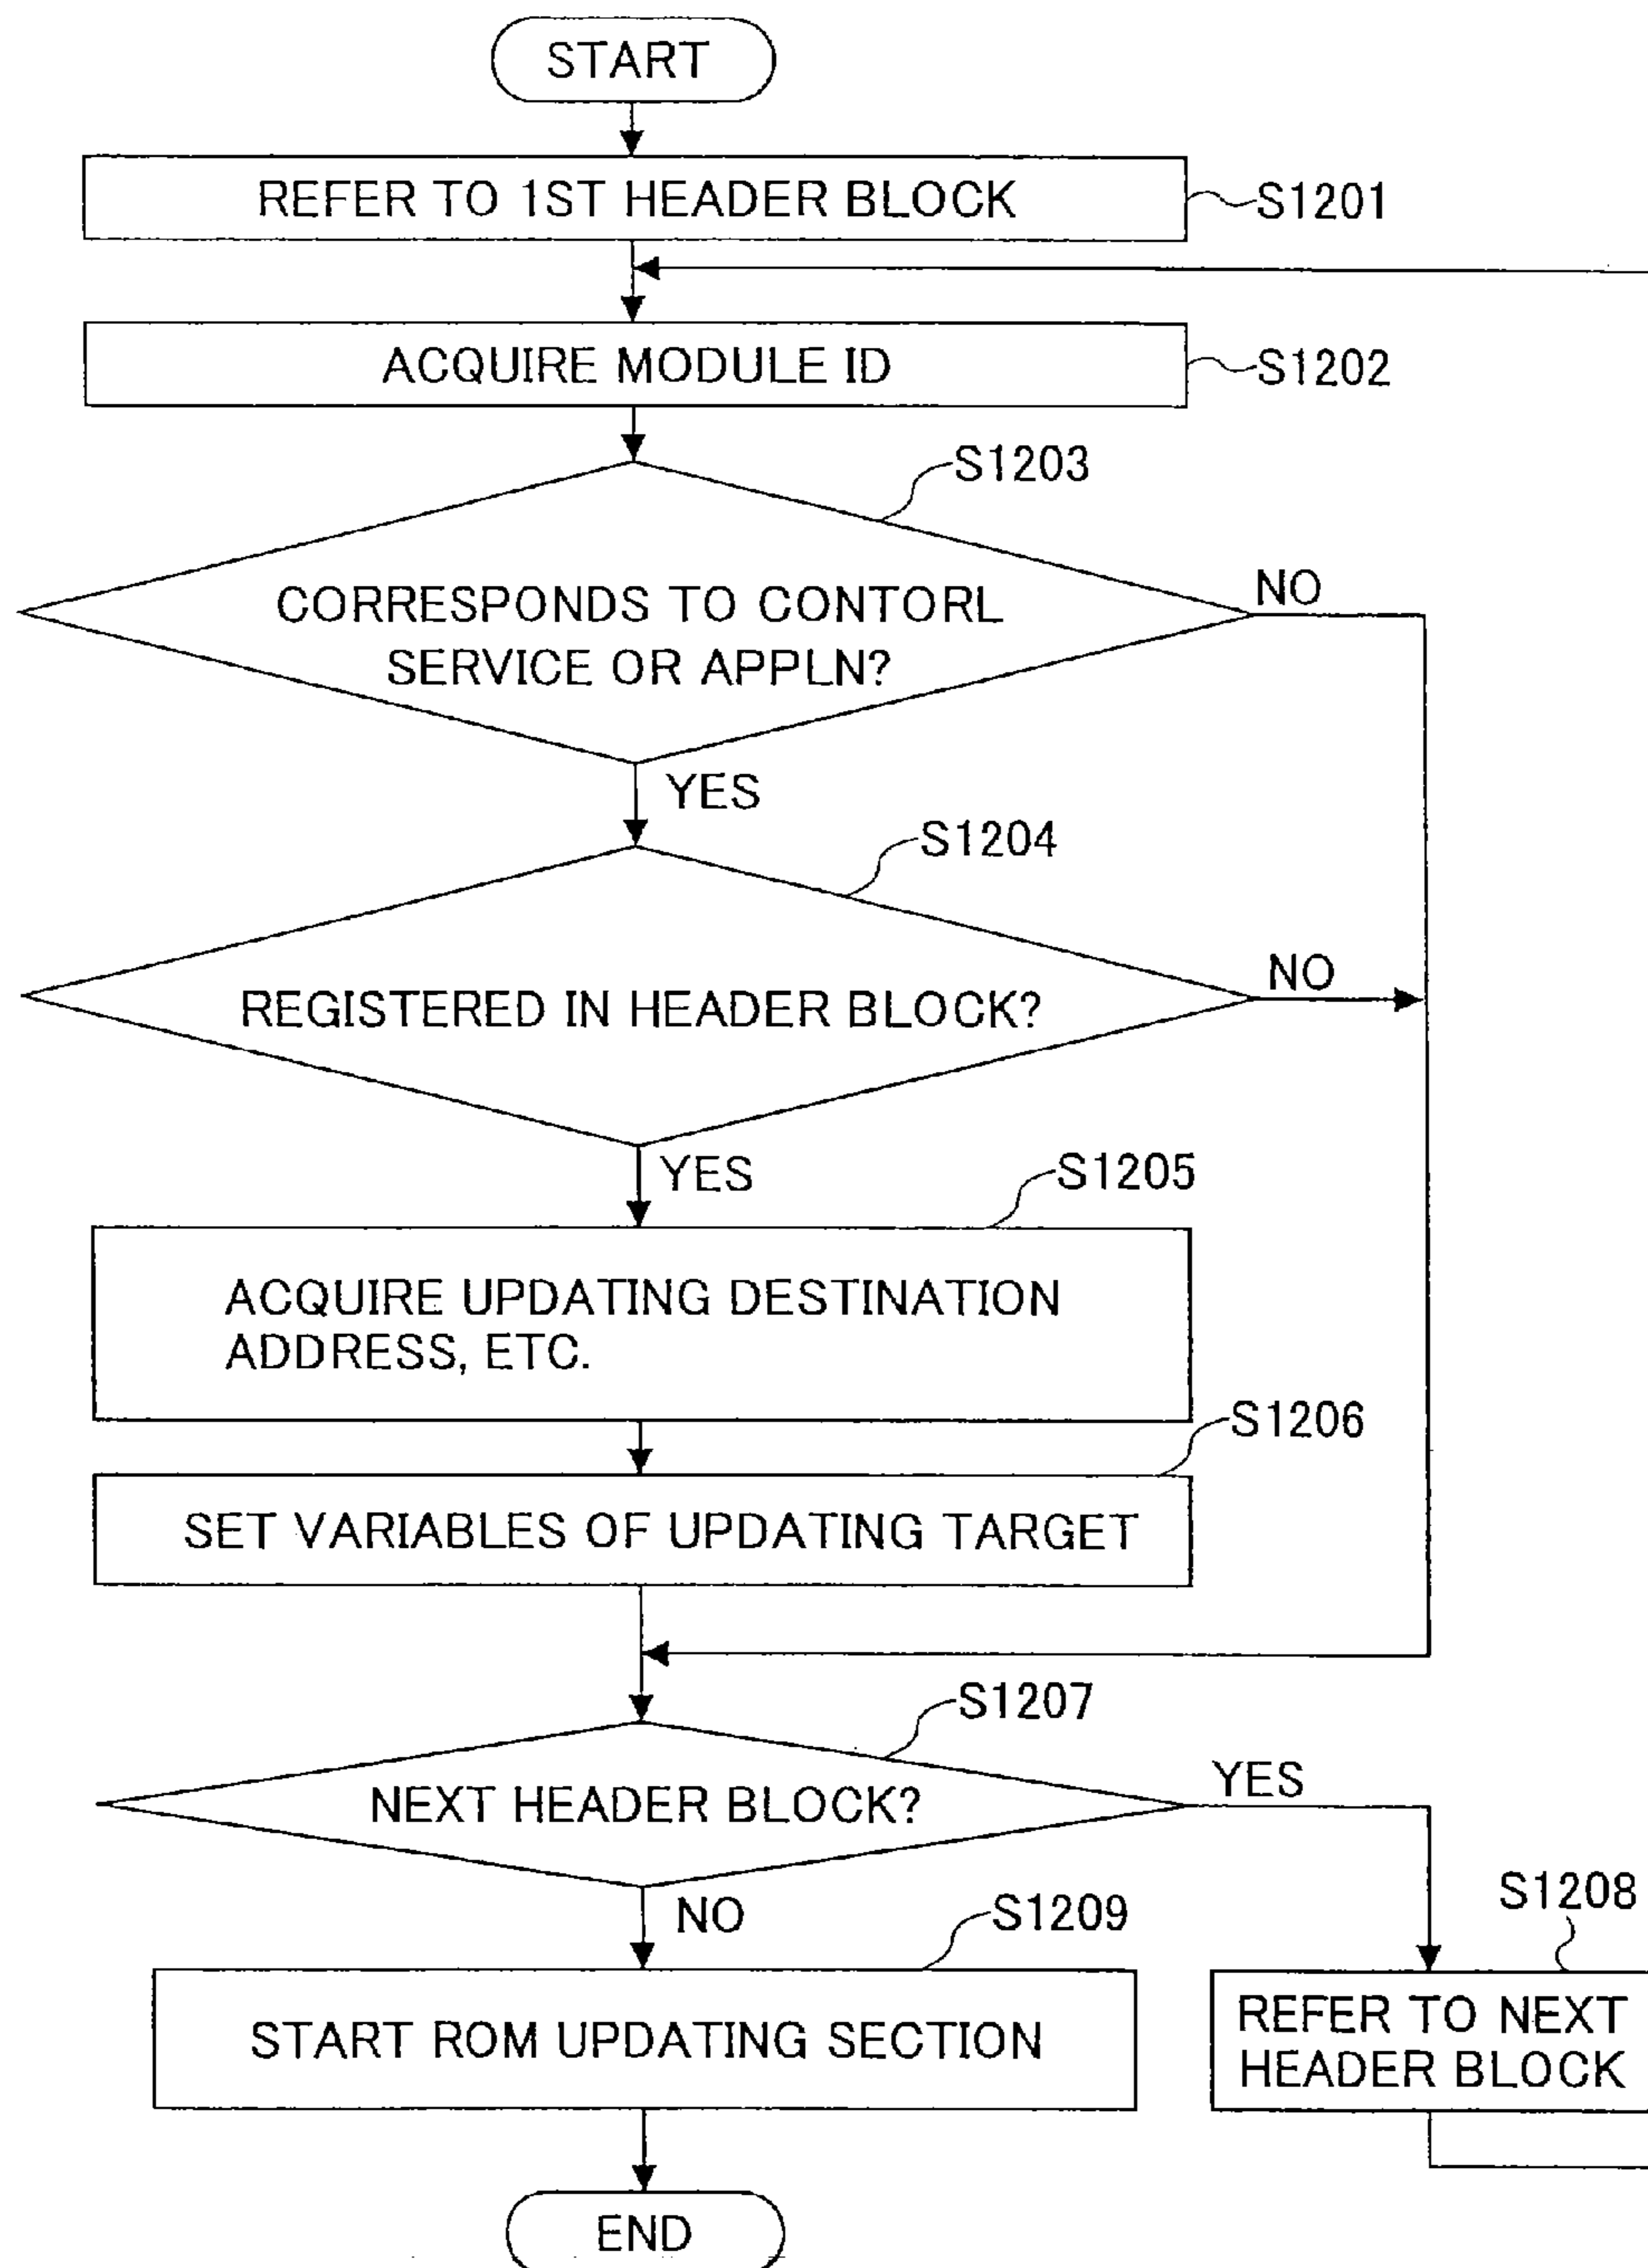 START
REFER TO 1ST HEADER BLOCK
S1201
ACQUIRE MODULE ID
S1202
S1203
CORRESPONDS TO CONTORL
SERVICE OR APPLN?
NO
YES
S1204
REGISTERED IN HEADER BLOCK?
NO
YES
S1205
ACQUIRE UPDATING DESTINATION
ADDRESS, ETC.
S1206
SET VARIABLES OF UPDATING TARGET
S1207
NEXT HEADER BLOCK?
YES
NO
S1209
START ROM UPDATING SECTION
S1208
REFER TO NEXT
HEADER BLOCK
END